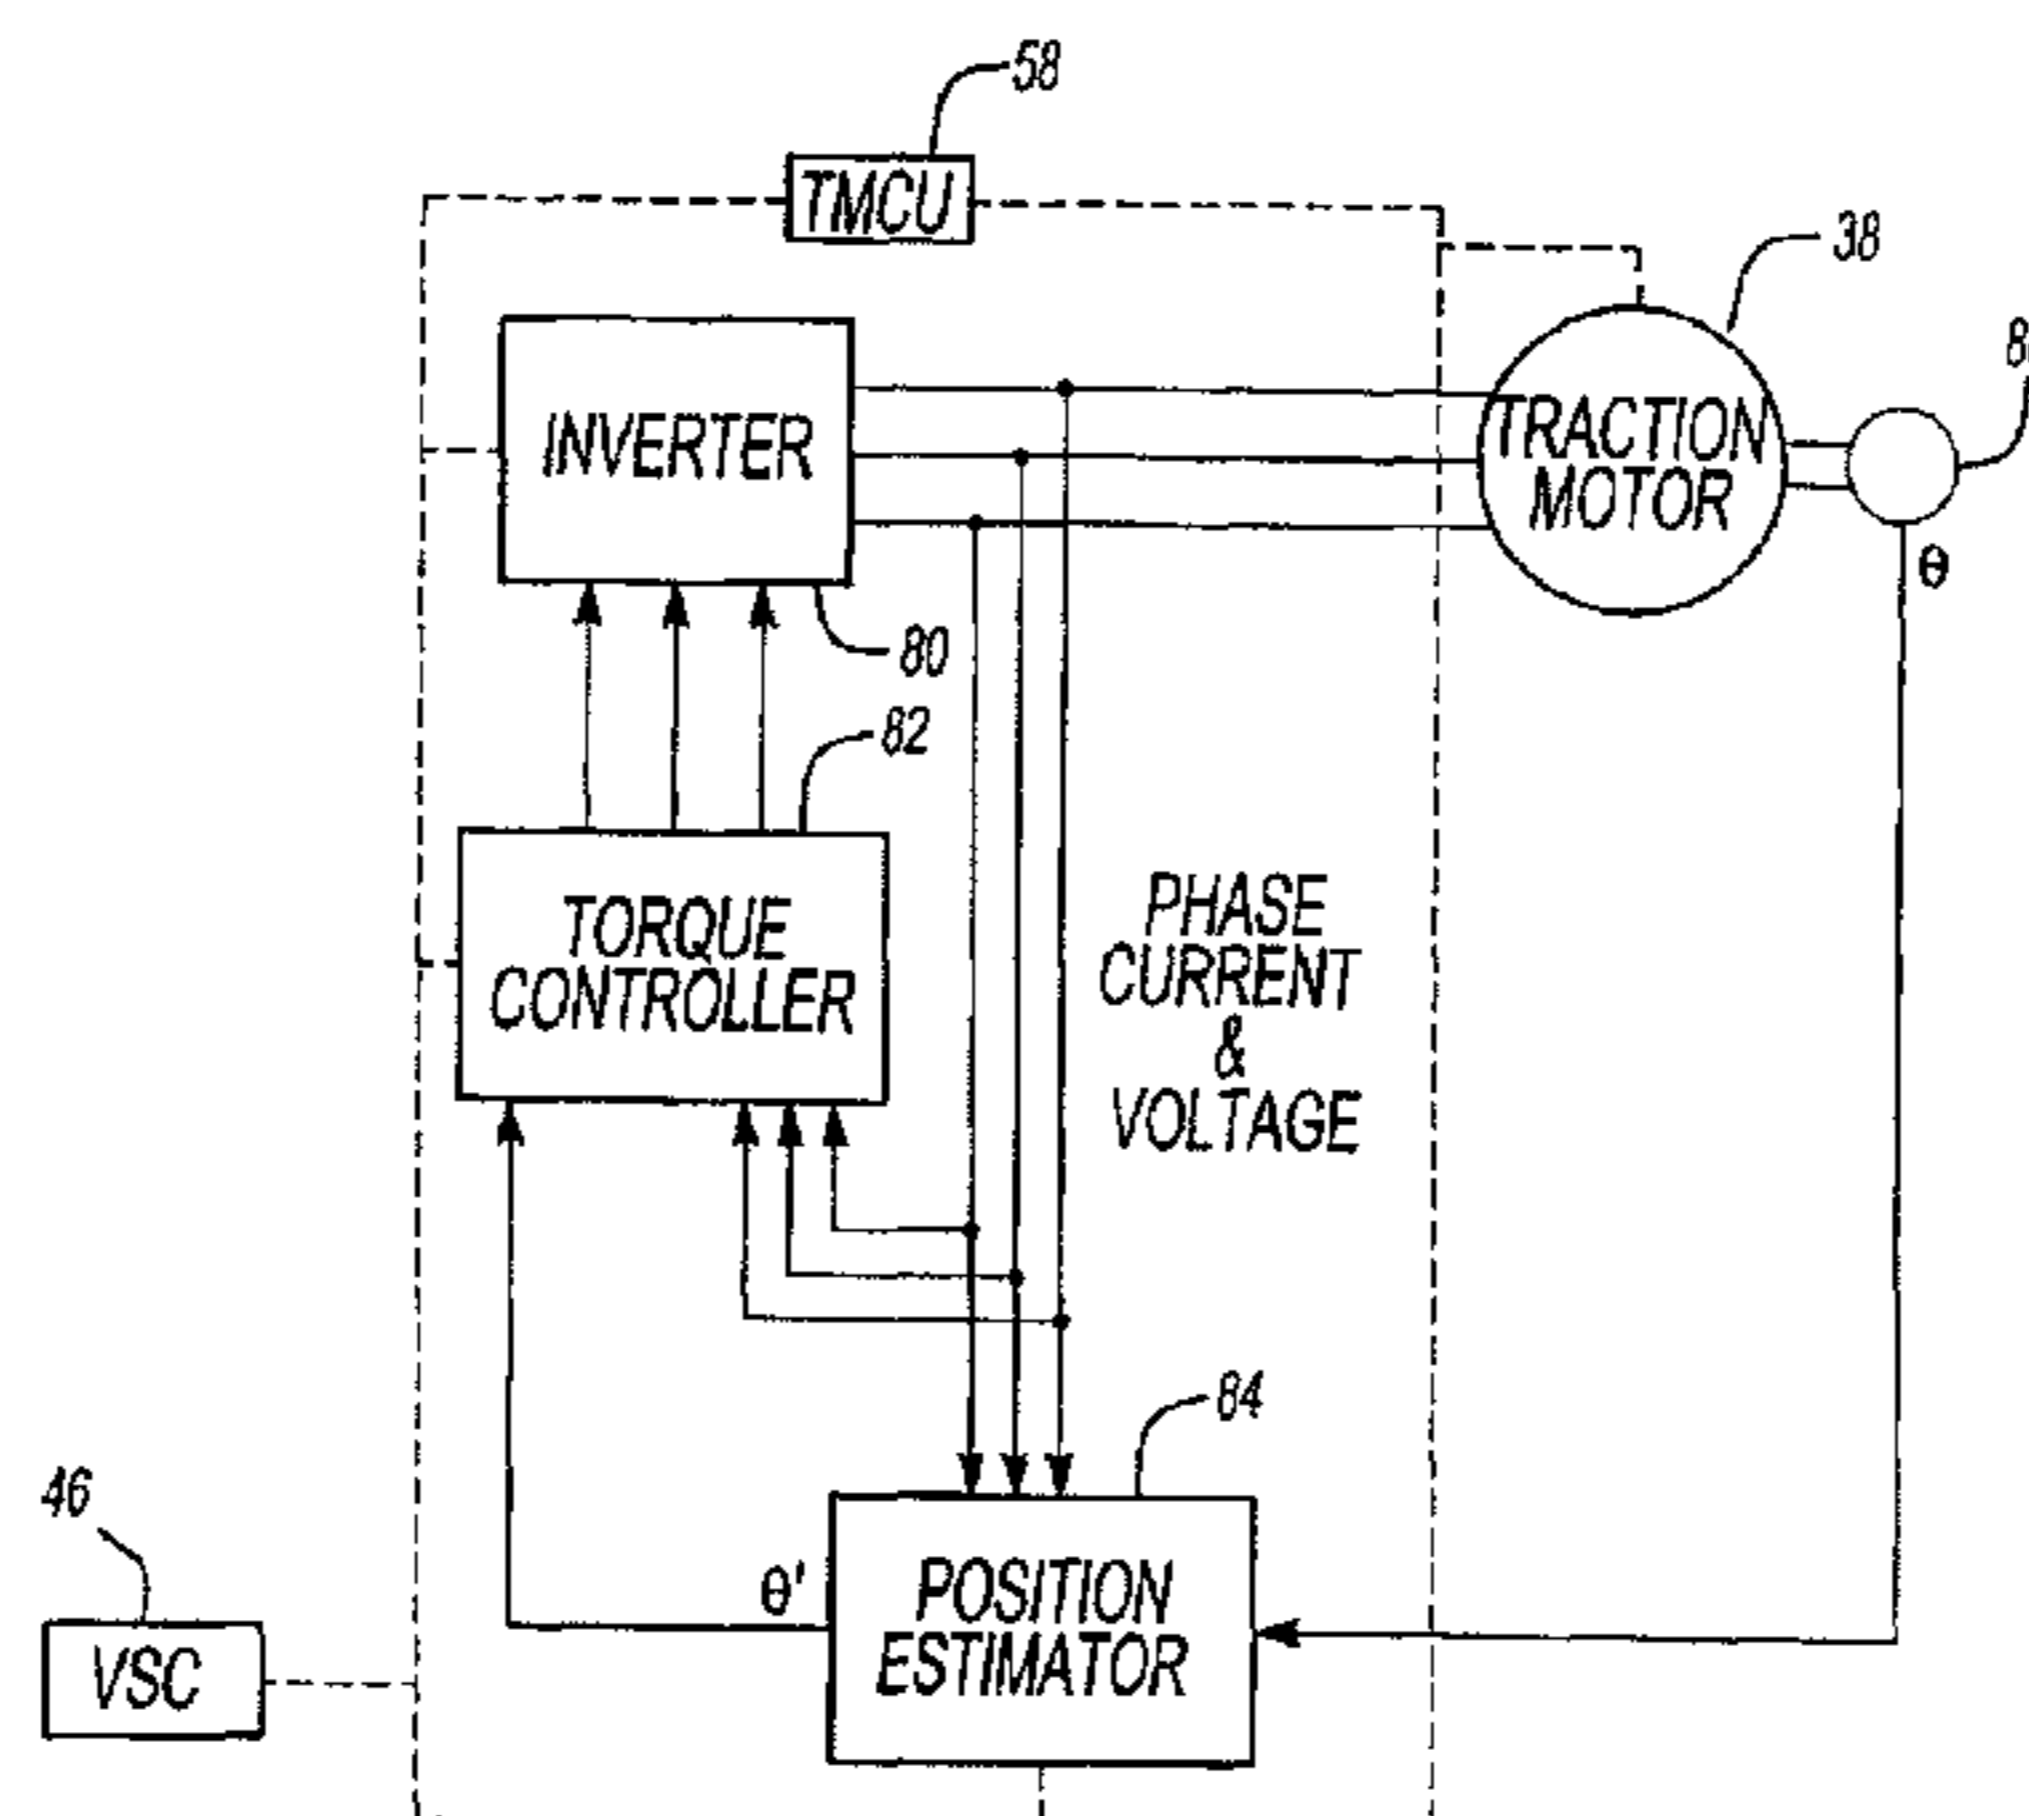 58
TMCU
38
INVERTER
TRACTION
MOTOR
θ
80
82
TORQUE
CONTROLLER
PHASE
CURRENT
&
VOLTAGE
84
46
θ'
POSITION
ESTIMATOR
VSC